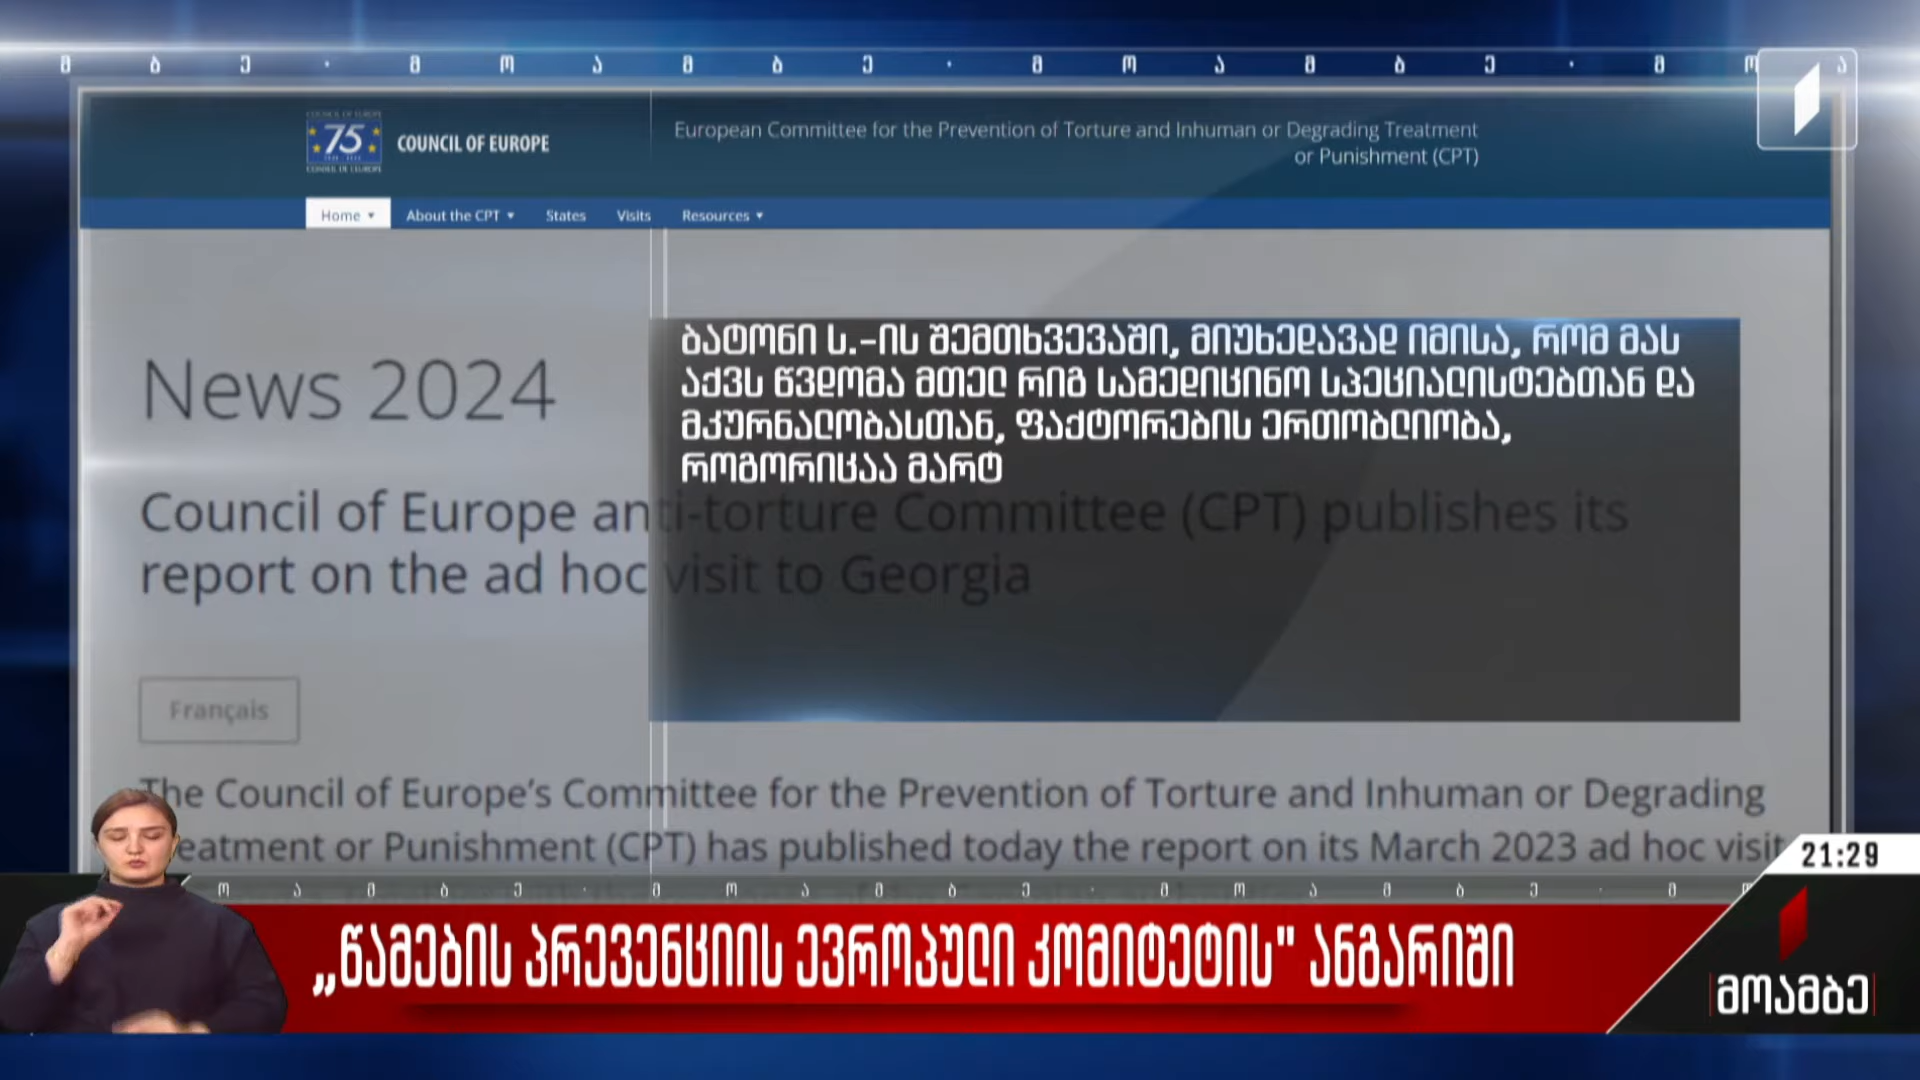 მ ბ ე · მ ო ა მ ბ ე · მ ო ა მ ბ ე · მ ო ა
75
COUNCIL OF EUROPE
European Committee for the Prevention of Torture and Inhuman or Degrading Treatment
or Punishment (CPT)
Home
About the CPT
States
Visits
Resources
ბატონი ს.-ის შემთხვევაში, მიუხედავად იმისა, რომ მას
აქვს წვდომა მთელ რიგ სამედიცინო სპეციალისტებთან და
მკურნალობასთან, ფაქტორების ერთობლიობა,
როგორიცაა მარტ
News 2024
Council of Europe anti-torture Committee (CPT) publishes its
report on the ad hoc visit to Georgia
Français
The Council of Europe’s Committee for the Prevention of Torture and Inhuman or Degrading
eatment or Punishment (CPT) has published today the report on its March 2023 ad hoc visit
21:29
ო ა მ ბ ე · მ ო ა მ ბ ე · მ ო ა მ ბ ე · მ ო
„წამების პრევენციის ევროპული კომიტეტის" ანგარიში
მოამბე